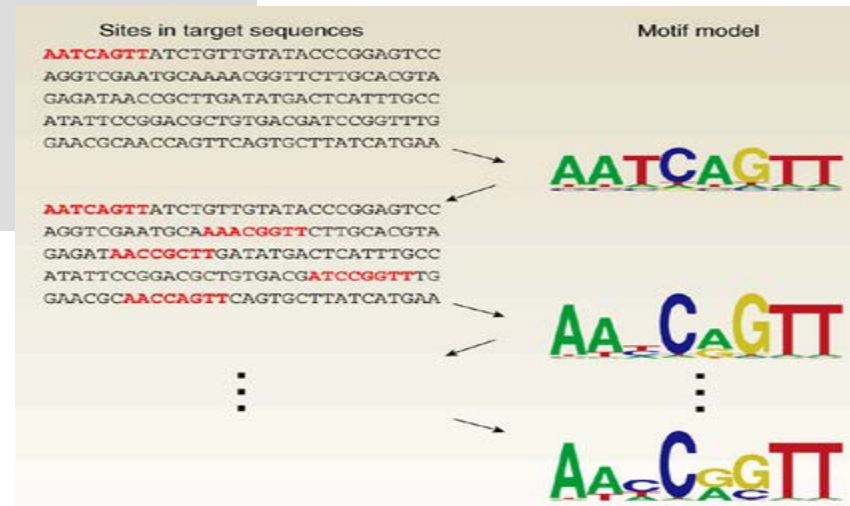 Sites in target sequences
Motif model
AATCAGTTATCTGTTGTATACCCGGAGTCC
AGGTCGAATGCAAAACGGTTCTTGCACGTA
GAGATAACCGCTTGATATGACTCATTTGCC
ATATTCCGGACGCTGTGACGATCCGGTTTG
GAACGCAACCAGTTCAGTGCTTATCATGAA
AATCAGTT
AATCAGTTATCTGTTGTATACCCGGAGTCC
AGGTCGAATGCAAAACGGTTCTTGCACGTA
GAGATAACCGCTTGATATGACTCATTTGCC
ATATTCCGGACGCTGTGACGATCCGGTTTG
GAACGCAACCAGTTCAGTGCTTATCATGAA
AA CAGTT
AACCGGTT